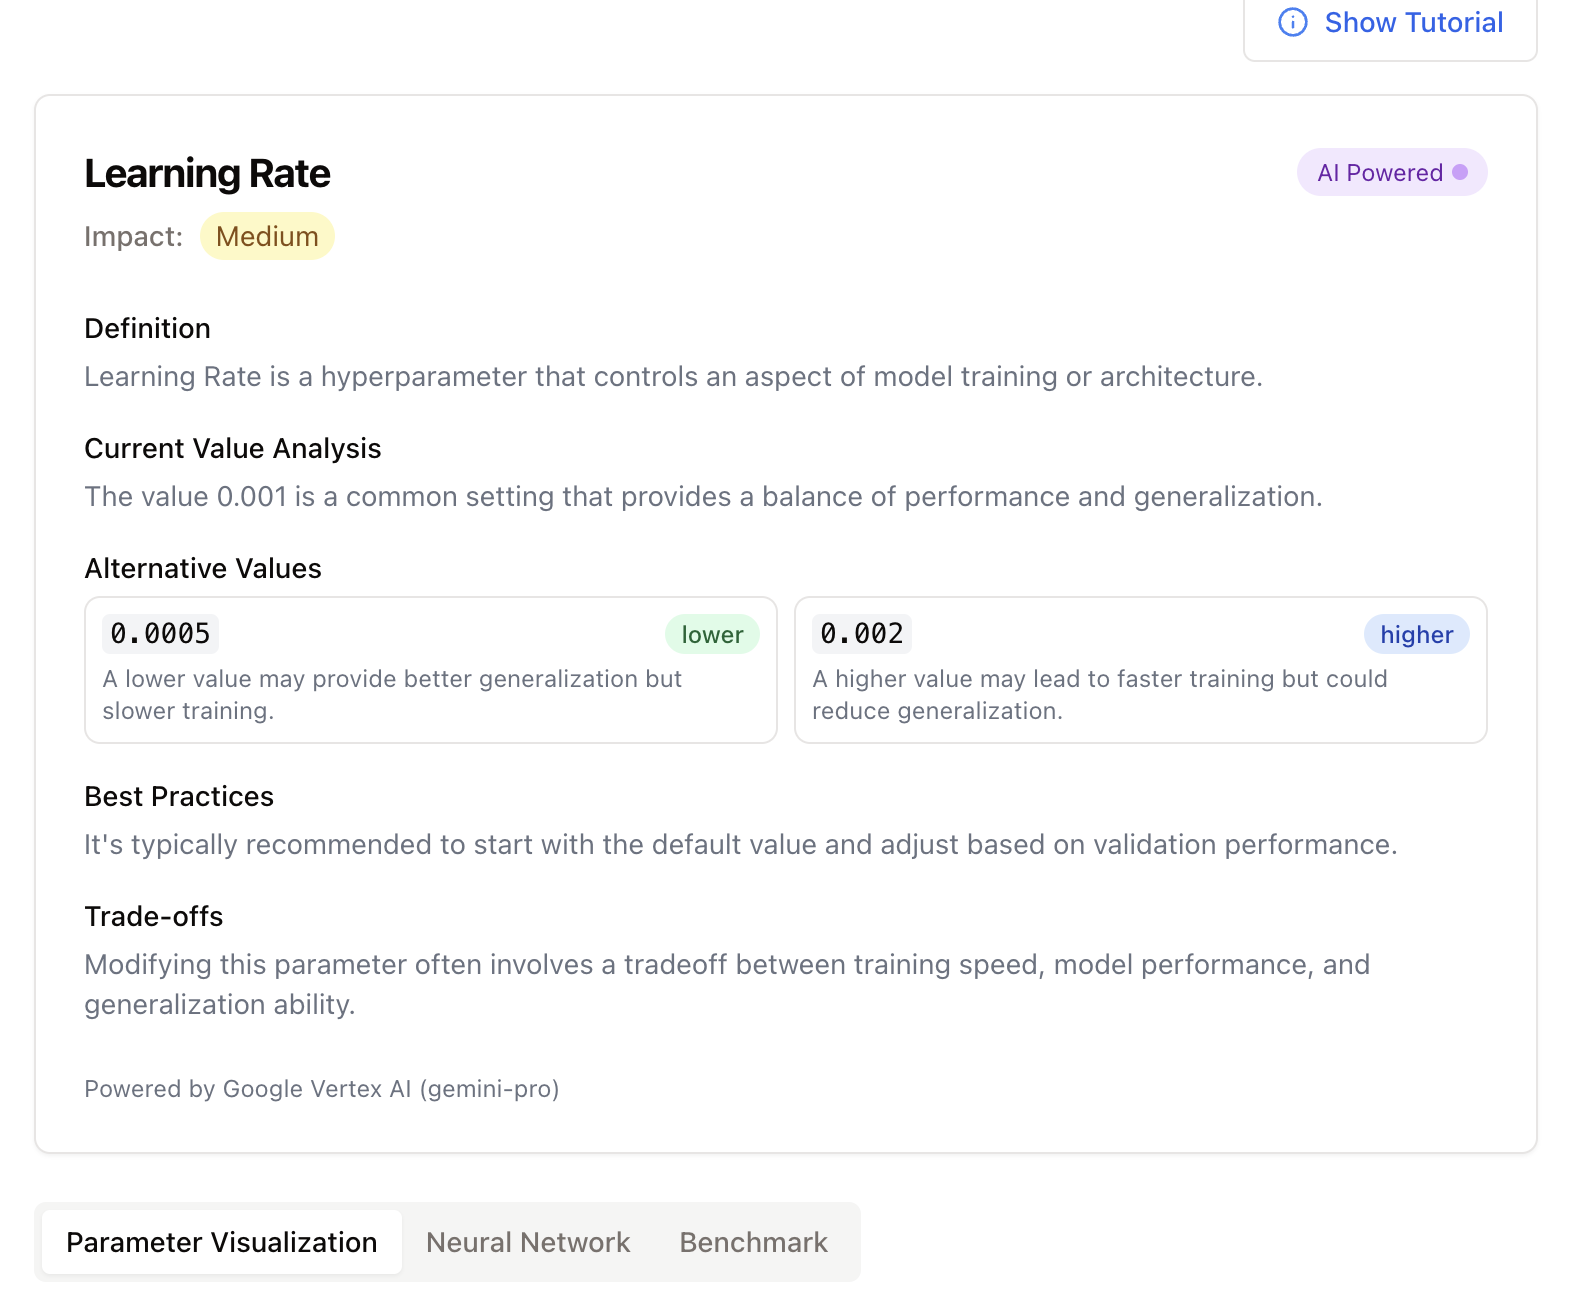 Show Tutorial
Learning Rate
AI Powered
Impact: Medium
Definition
Learning Rate is a hyperparameter that controls an aspect of model training or architecture.
Current Value Analysis
The value 0.001 is a common setting that provides a balance of performance and generalization.
Alternative Values
0.0005 lower
A lower value may provide better generalization but
slower training.
0.002 higher
A higher value may lead to faster training but could
reduce generalization.
Best Practices
It's typically recommended to start with the default value and adjust based on validation performance.
Trade-offs
Modifying this parameter often involves a tradeoff between training speed, model performance, and
generalization ability.
Powered by Google Vertex AI (gemini-pro)
Parameter Visualization Neural Network Benchmark